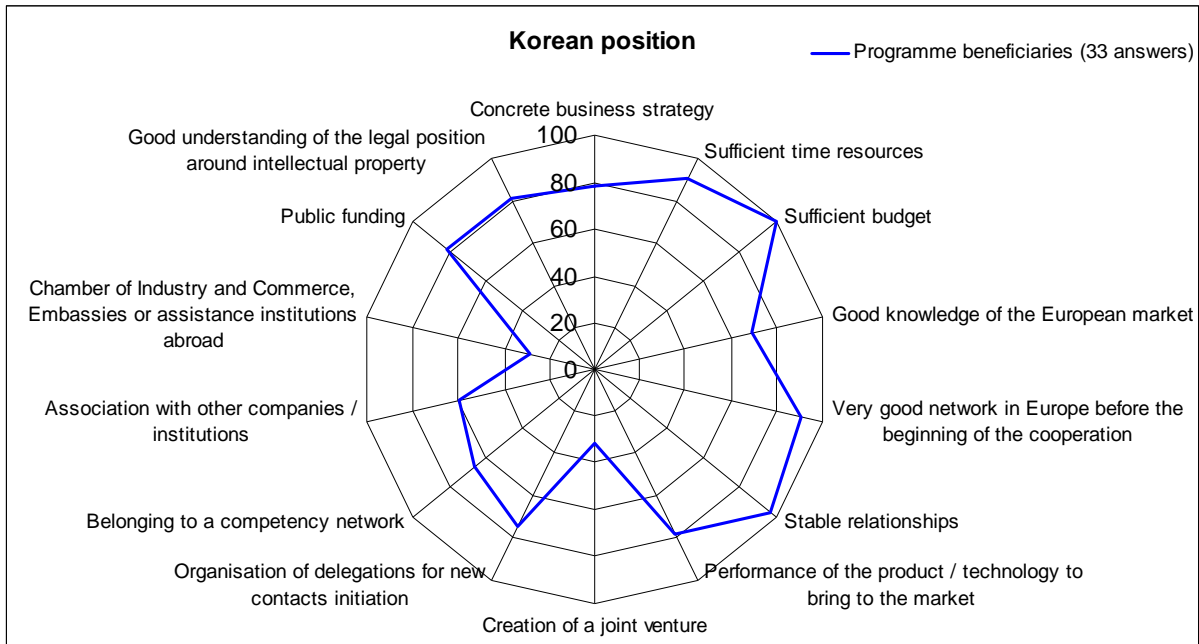 Korean position
Programme beneficiaries (33 answers)
Concrete business strategy
Good understanding of the legal position
around intellectual property
Sufficient time resources
Public funding
Sufficient budget
Chamber of Industry and Commerce,
Embassies or assistance institutions
abroad
Good knowledge of the European market
Association with other companies /
institutions
Very good network in Europe before the
beginning of the cooperation
Belonging to a competency network
Stable relationships
Organisation of delegations for new
contacts initiation
Performance of the product / technology to
bring to the market
Creation of a joint venture
100
80
60
40
20
0